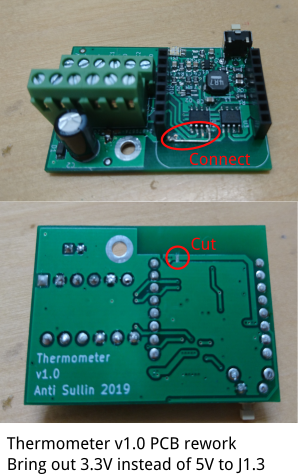 Connect
Cut
Thermometer
v1.0
Anti Sullin 2019
Thermometer v1.0 PCB rework
Bring out 3.3V instead of 5V to J1.3